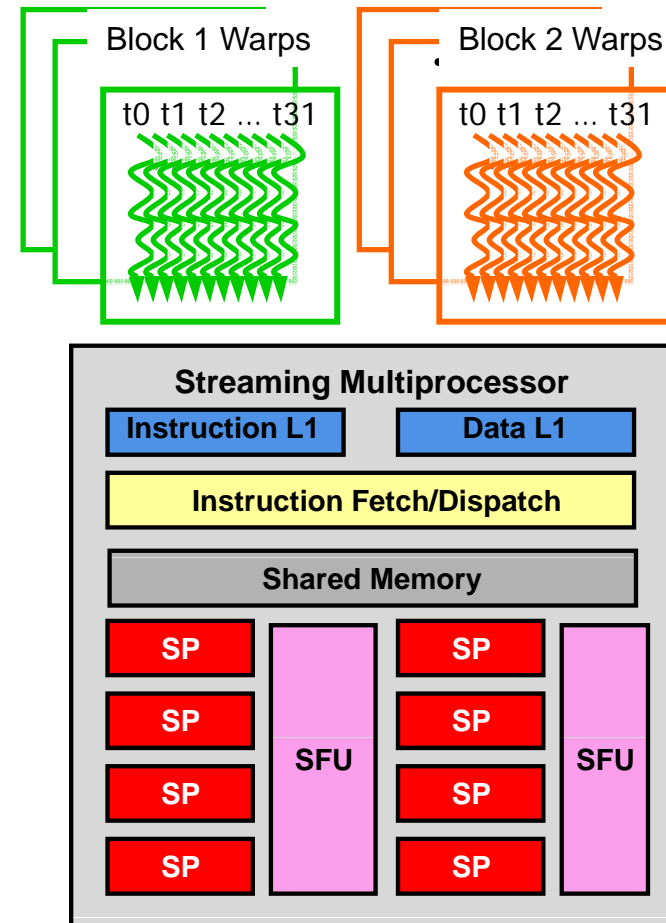 Block 1 Warps Block 2 Warps
•
t0 t1 t2 ... t31 t0 t1 t2 ... t31
Streaming Multiprocessor
Instruction L1 Data L1
Instruction Fetch/Dispatch
Shared Memory
SP SP
SP SP
SFU SFU
SP SP
SP SP